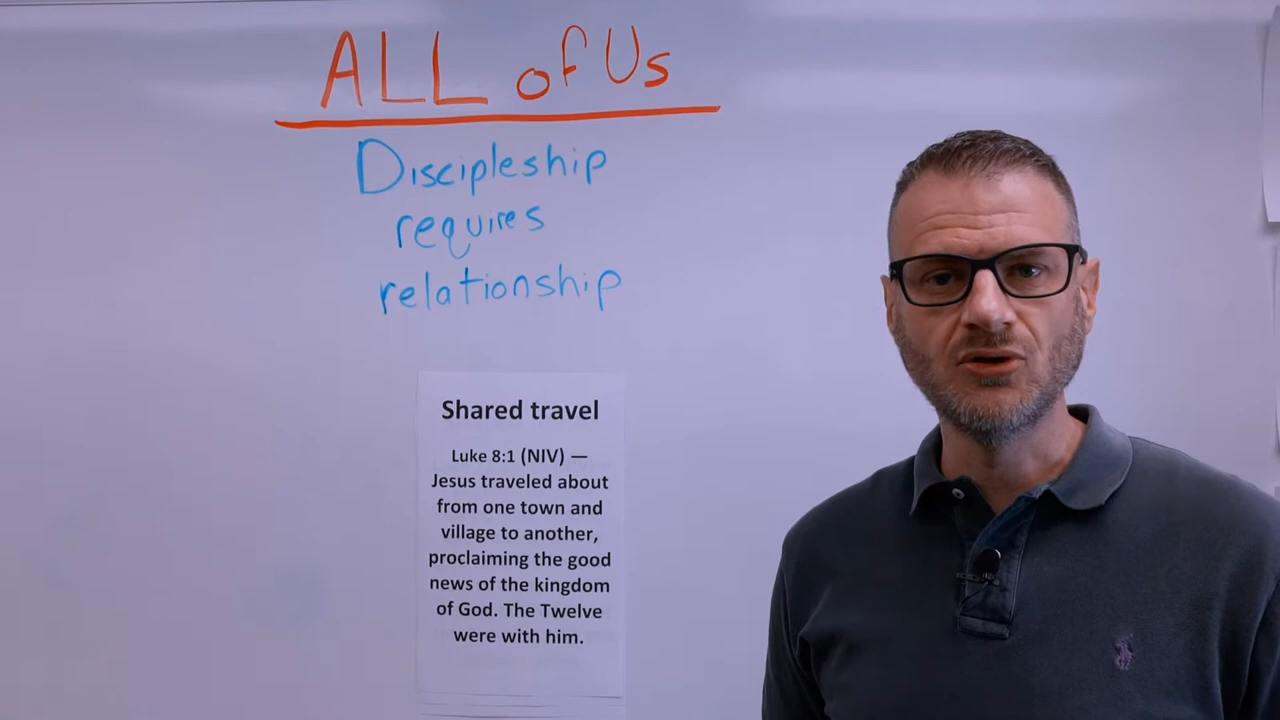 ALL of Us
Discipleship
requires
relationship
Shared travel
Luke 8:1 (NIV) —
Jesus traveled about
from one town and
village to another,
proclaiming the good
news of the kingdom
of God. The Twelve
were with him.